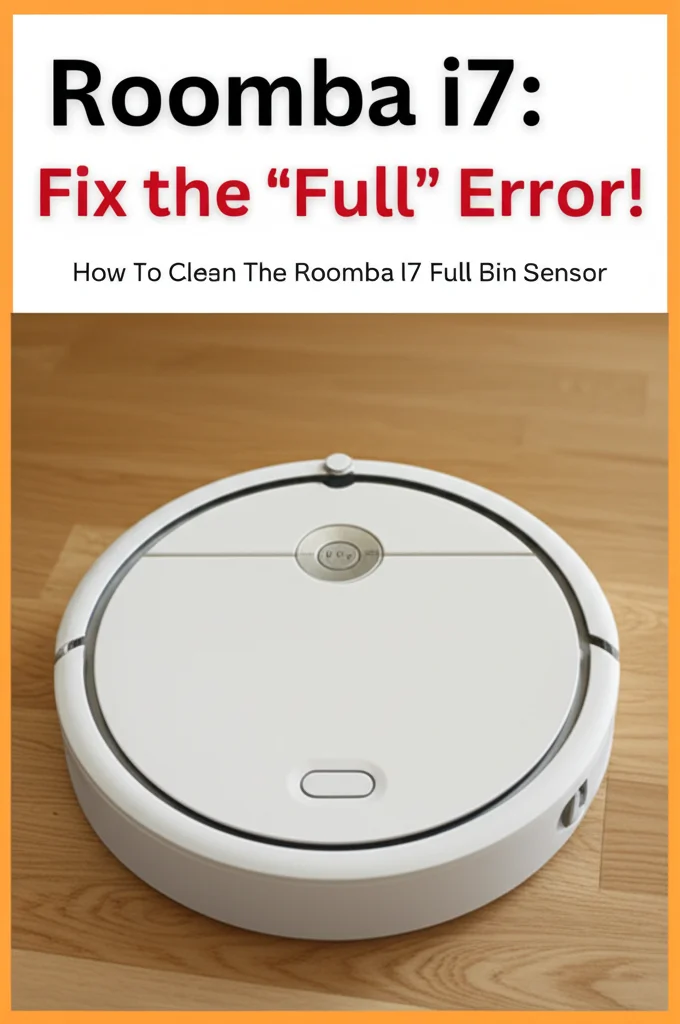 Roomba i7:
Fix the “Full” Error!
How To Clean The Roomba I7 Full Bin Sensor